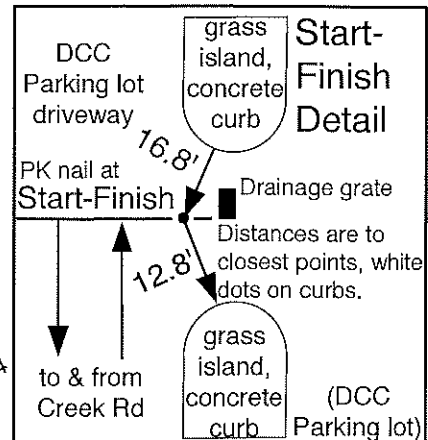 DCC
Parking lot
driveway
grass
island,
concrete
curb
Start-
Finish
Detail
16.8'
PK nail at
Start-Finish
Drainage grate
Distances are to
closest points, white
dots on curbs.
12.8'
to & from
Creek Rd
grass
island,
concrete
curb
(DCC
Parking lot)